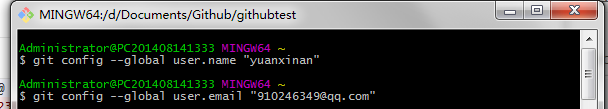 MINGW64:/d/Documents/Github/githubtest
Administrator@PC201408141333 MINGW64 ~
$ git config --global user.name "yuanxinan"
Administrator@PC201408141333 MINGW64 ~
$ git config --global user.email "910246349@qq.com"